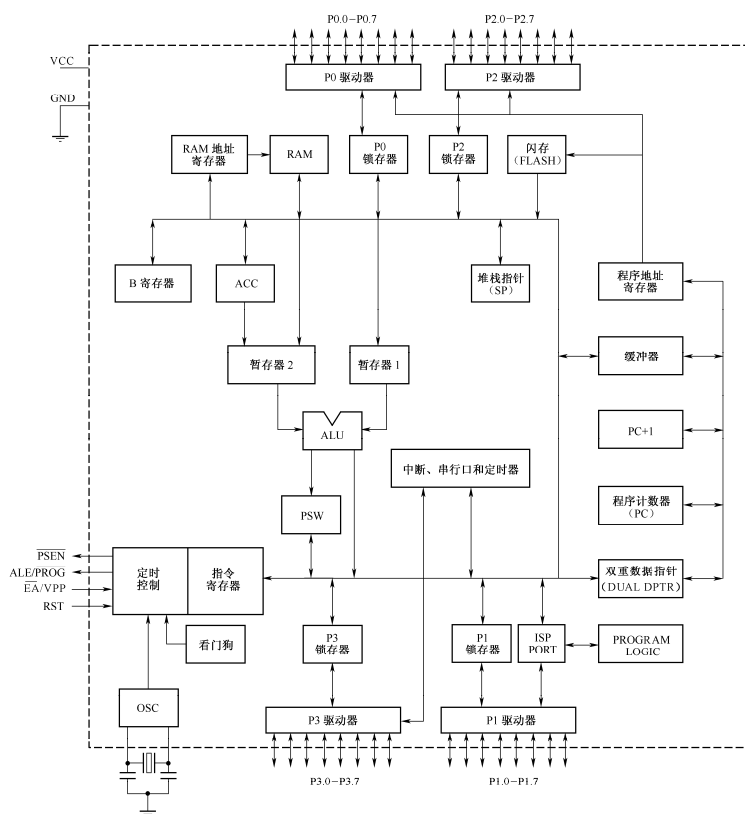 P0.0－P0.7
P2.0－P2.7
VCC
P0 驱动器
P2 驱动器
GND
RAM 地址
寄存器
RAM
P0
锁存器
P2
锁存器
闪存
（FLASH）
B 寄存器
ACC
堆栈指针
（SP）
程序地址
寄存器
暂存器 2
暂存器 1
缓冲器
ALU
PC+1
中断、串行口和定时器
PSW
程序计数器
（PC）
PSEN
ALE/PROG
EA/VPP
RST
定时
控制
指令
寄存器
双重数据指针
（DUAL DPTR）
看门狗
P3
锁存器
P1
锁存器
ISP
PORT
PROGRAM
LOGIC
OSC
P3 驱动器
P1 驱动器
P3.0－P3.7
P1.0－P1.7